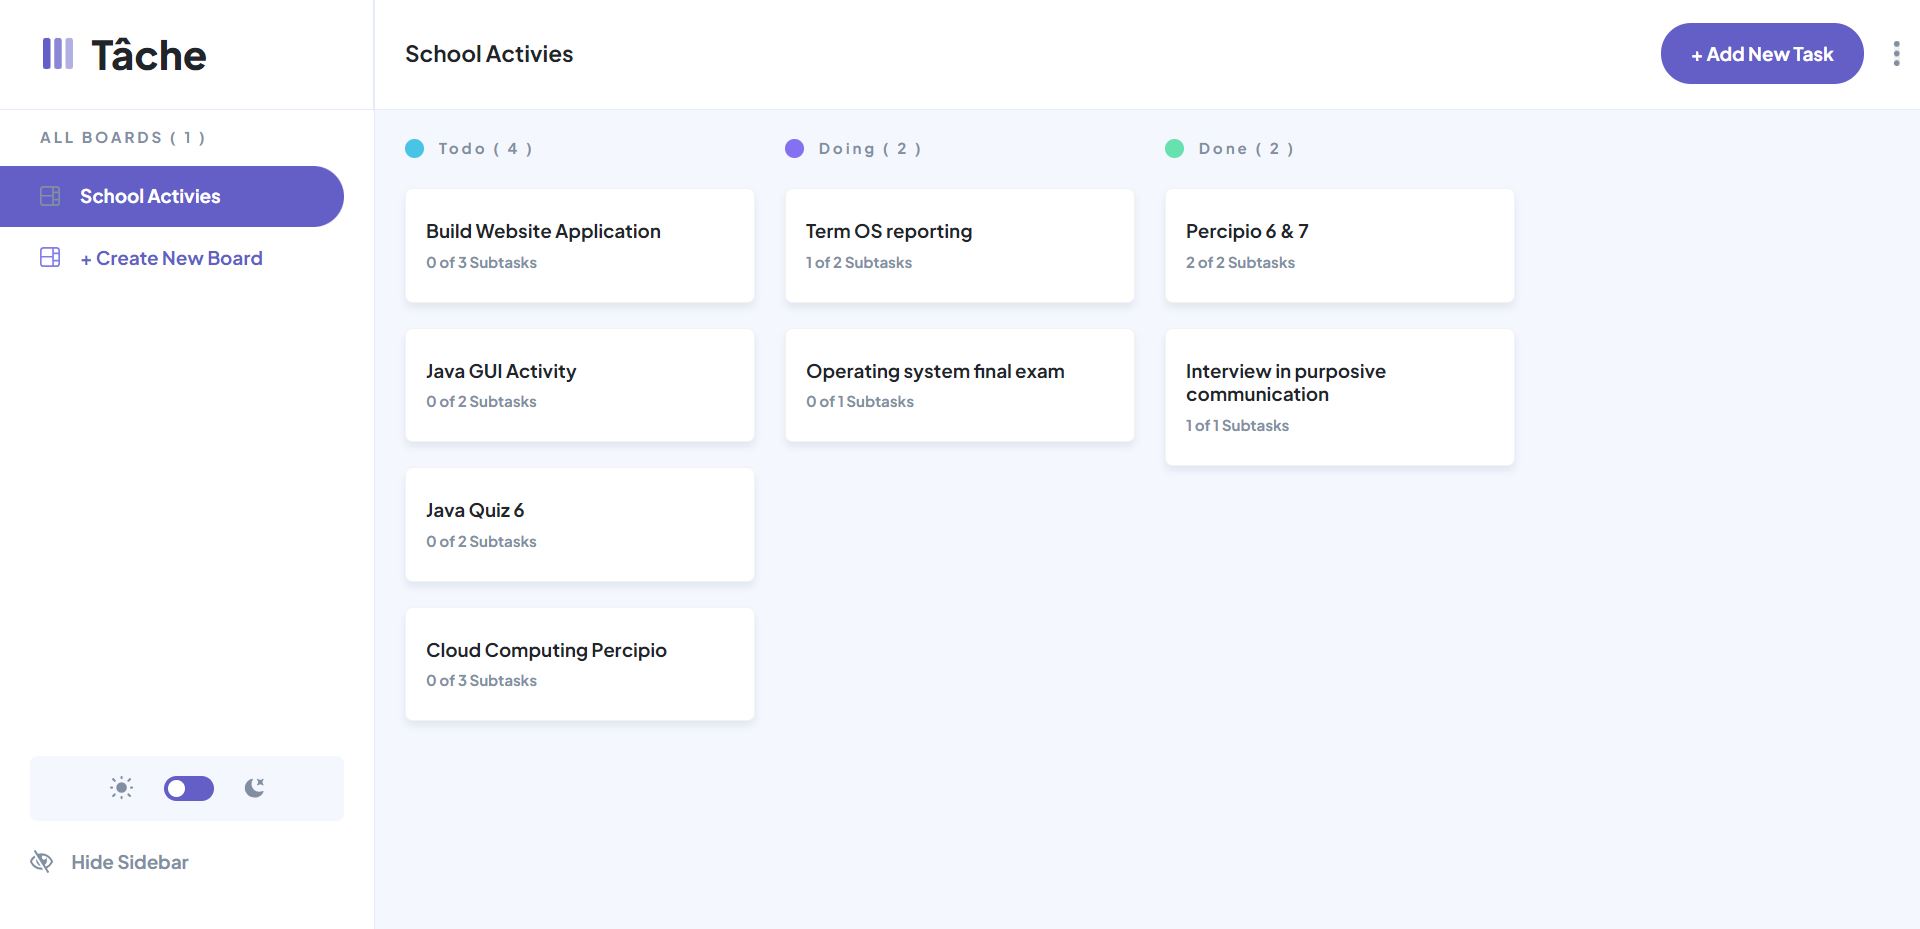 Tâche
School Activies
+ Add New Task
ALL BOARDS ( 1 )
School Activies
+ Create New Board
Todo ( 4 )
Build Website Application
0 of 3 Subtasks
Java GUI Activity
0 of 2 Subtasks
Java Quiz 6
0 of 2 Subtasks
Cloud Computing Percipio
0 of 3 Subtasks
Doing ( 2 )
Term OS reporting
1 of 2 Subtasks
Operating system final exam
0 of 1 Subtasks
Done ( 2 )
Percipio 6 & 7
2 of 2 Subtasks
Interview in purposive
communication
1 of 1 Subtasks
Hide Sidebar